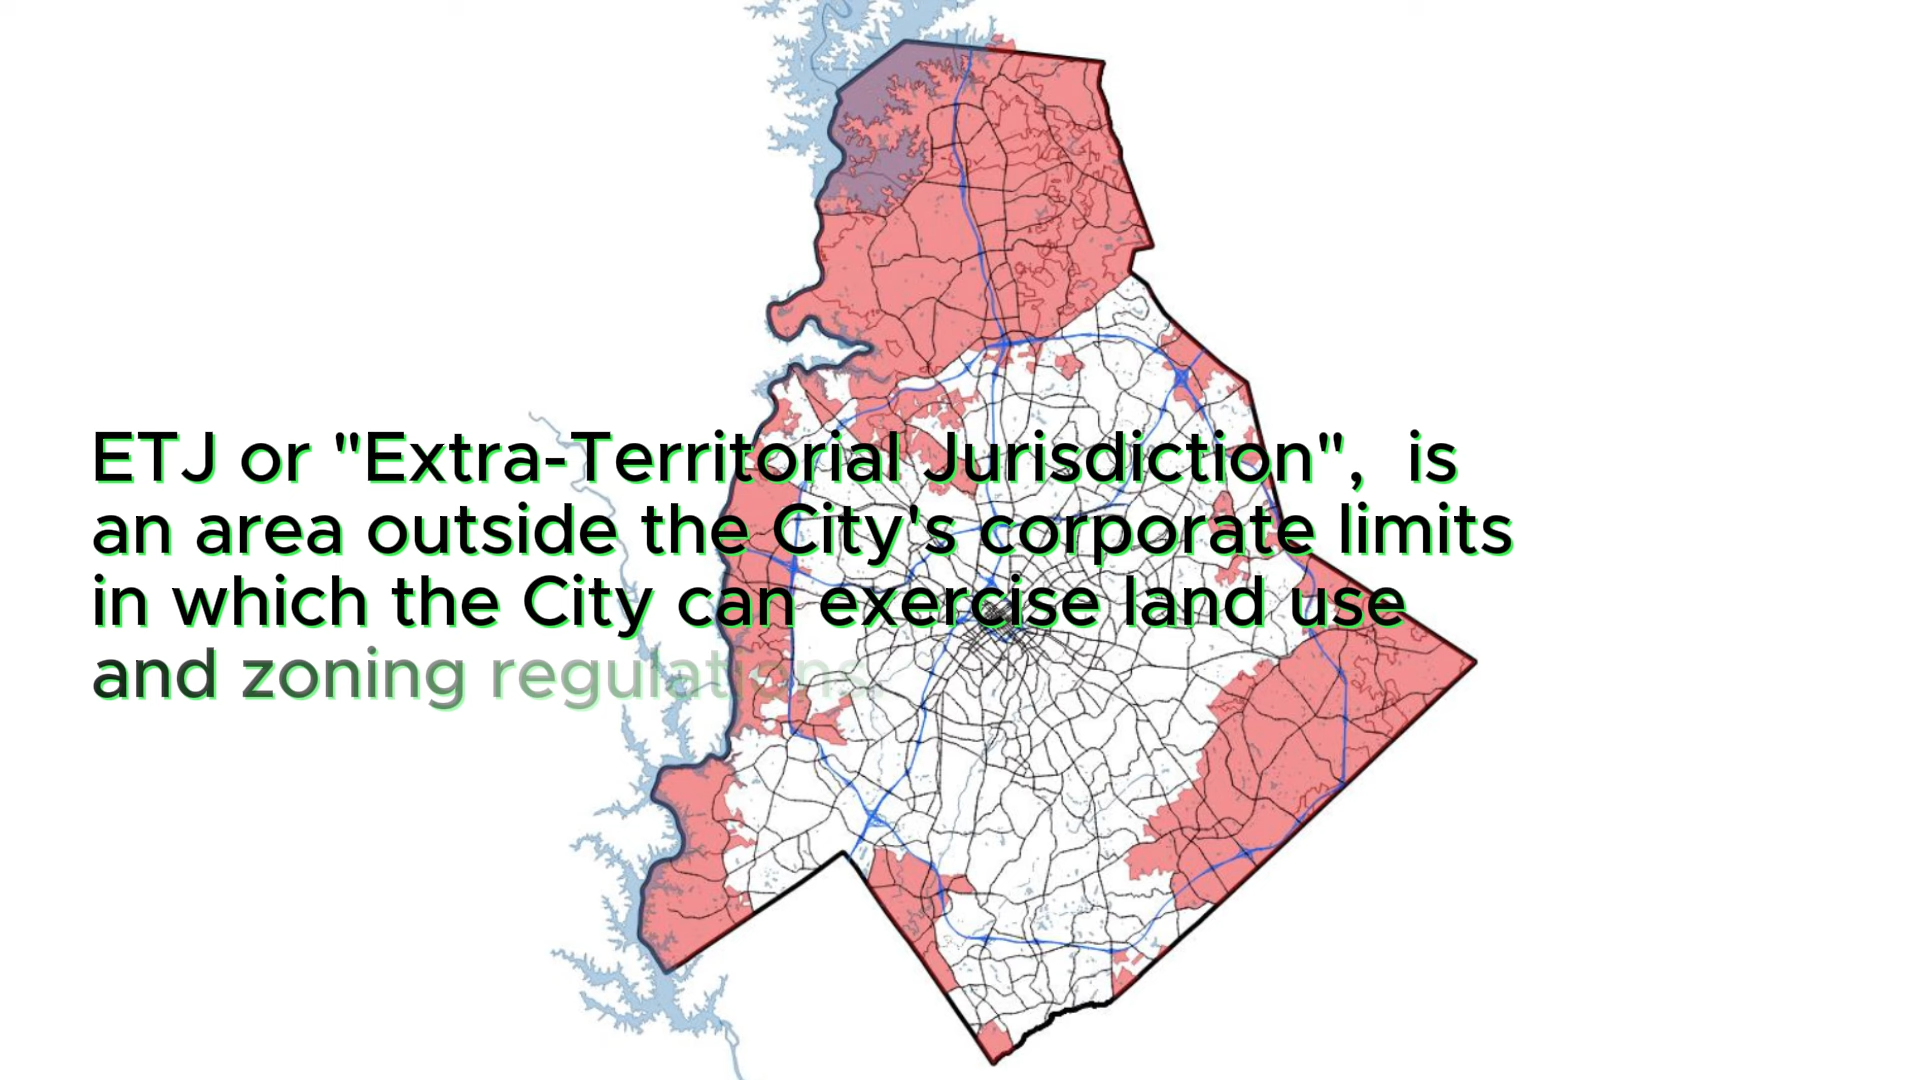 ETJ or "Extra-Territorial Jurisdiction",  is
an area outside the City's corporate limits
in which the City can exercise land use
and zoning regulations.